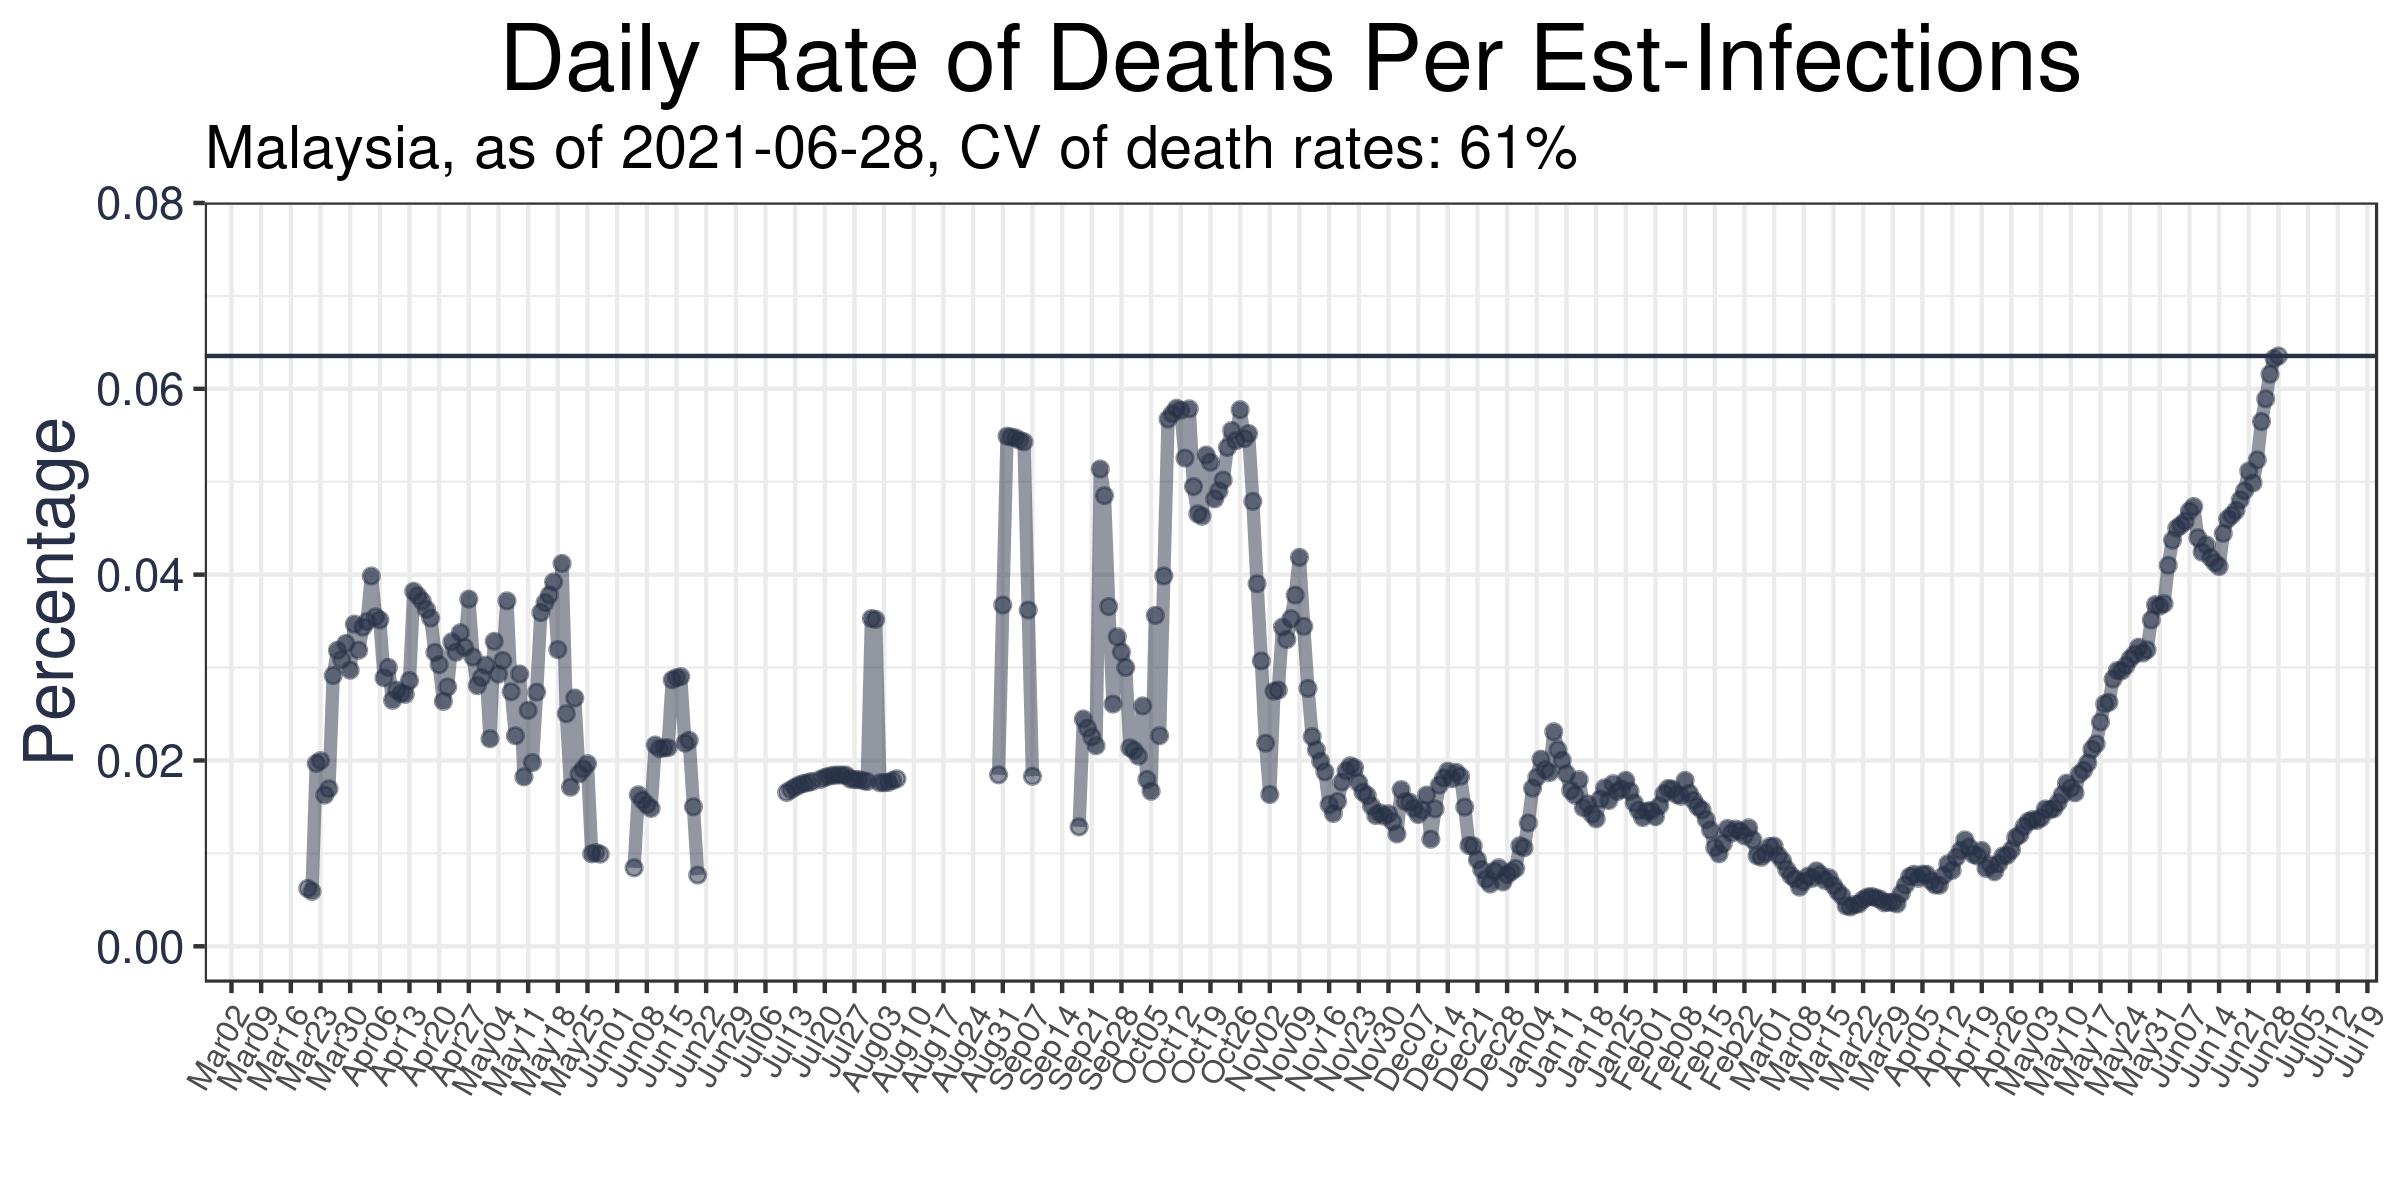 Daily Rate of Deaths Per Est-Infections
Malaysia, as of 2021-06-28, CV of death rates: 61%
Percentage
0.08
0.06
0.04
0.02
0.00
Mar02
Mar09
Mar16
Mar23
Mar30
Apr06
Apr13
Apr20
Apr27
May04
May11
May18
May25
Jun01
Jun08
Jun15
Jun22
Jun29
Jul06
Jul13
Jul20
Jul27
Aug03
Aug10
Aug17
Aug24
Aug31
Sep07
Sep14
Sep21
Sep28
Oct05
Oct12
Oct19
Oct26
Nov02
Nov09
Nov16
Nov23
Nov30
Dec07
Dec14
Dec21
Dec28
Jan04
Jan11
Jan18
Jan25
Feb01
Feb08
Feb15
Feb22
Mar01
Mar08
Mar15
Mar22
Mar29
Apr05
Apr12
Apr19
Apr26
May03
May10
May17
May24
May31
Jun07
Jun14
Jun21
Jun28
Jul05
Jul12
Jul19